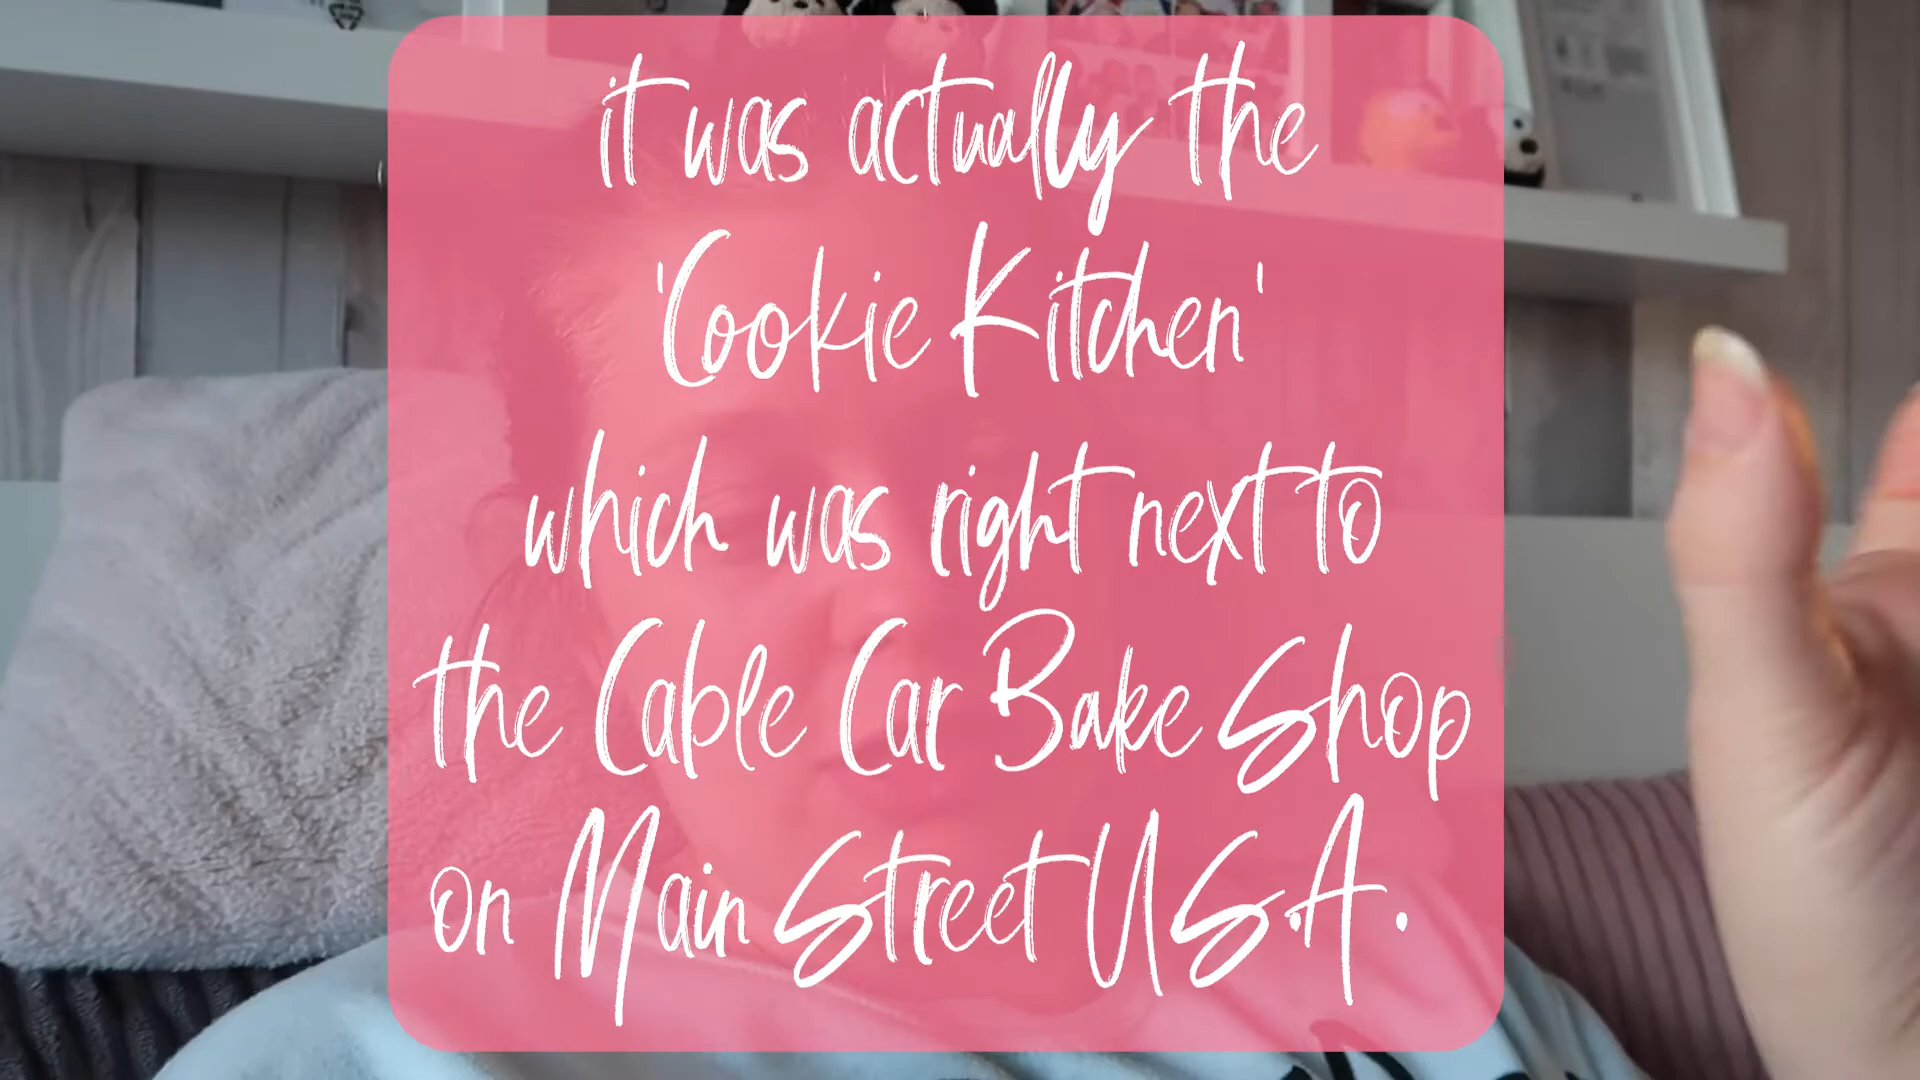 it was actually the
'Cookie Kitchen'
which was right next to
the Cable Car Bake Shop
on Main Street U.S.A.